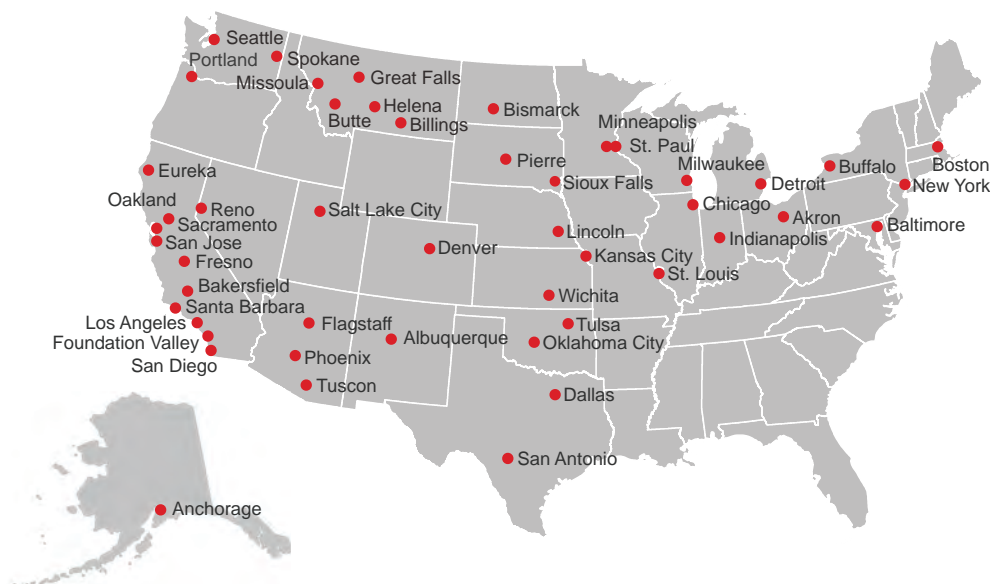 Seattle
Portland
Spokane
Missoula
Great Falls
Helena
Butte
Billings
Bismarck
Minneapolis
St. Paul
Pierre
Sioux Falls
Milwaukee
Detroit
Buffalo
Boston
New York
Eureka
Oakland
Reno
Sacramento
San Jose
Salt Lake City
Chicago
Akron
Baltimore
Indianapolis
Lincoln
Denver
Kansas City
St. Louis
Fresno
Bakersfield
Santa Barbara
Wichita
Los Angeles
Foundation Valley
San Diego
Flagstaff
Albuquerque
Tulsa
Oklahoma City
Phoenix
Tuscon
Dallas
San Antonio
Anchorage